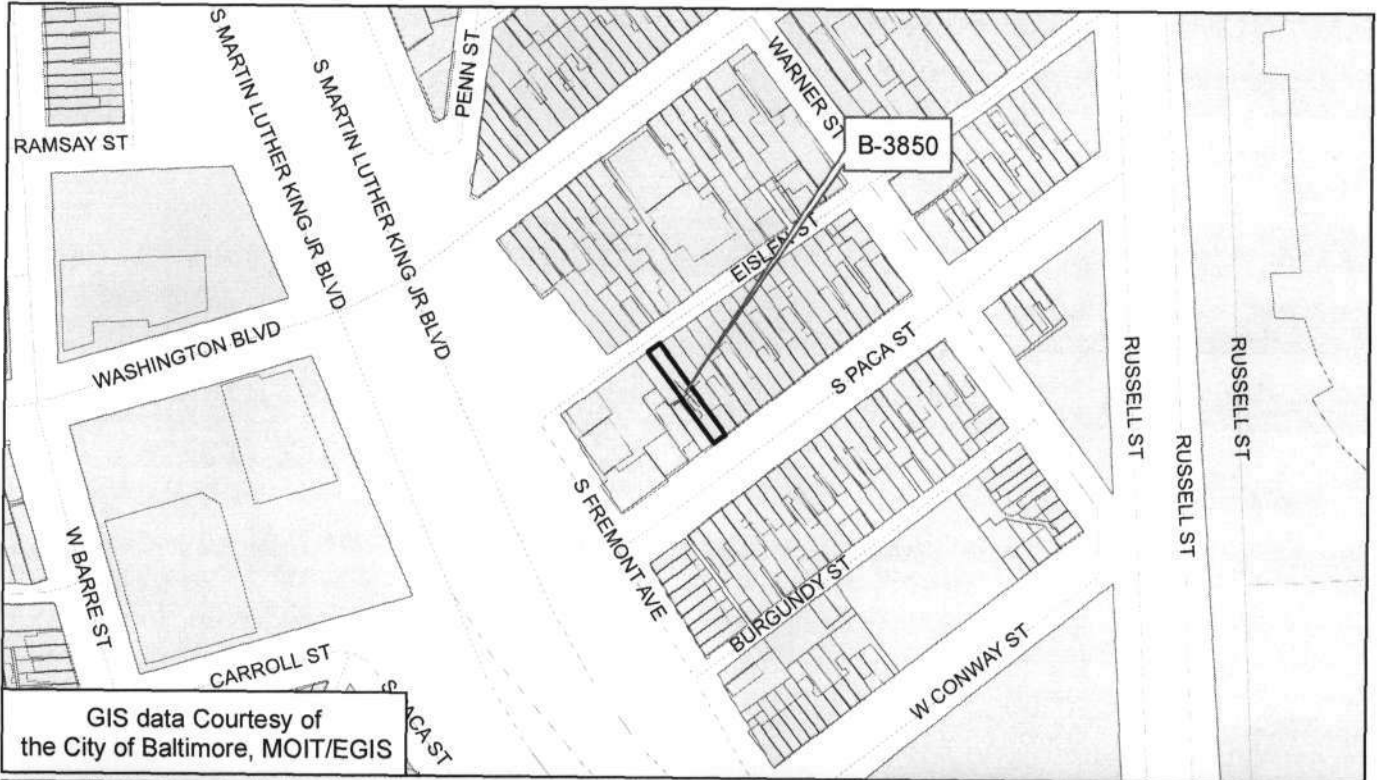 S MARTIN LUTHER KING JR BLVD
S MARTIN LUTHER KING JR BLVD
PENN ST
WARNER ST
RAMSAY ST
B-3850
EISLEN ST
WASHINGTON BLVD
S PACA ST
RUSSELL ST
RUSSELL ST
RUSSELL ST
S FREMONT AVE
W BARRE ST
BURGUNDY ST
W CONWAY ST
CARROLL ST
S ACA ST
GIS data Courtesy of
the City of Baltimore, MOIT/EGIS